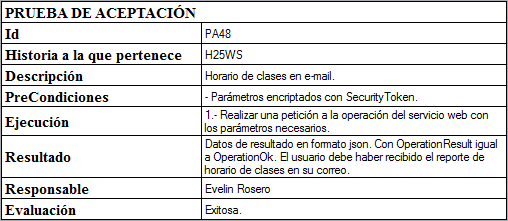 PRUEBA DE ACEPTACIÓN
Id PA48
Historia a la que pertenece H25WS
Descripción Horario de clases en e-mail.
PreCondiciones - Parámetros encriptados con SecurityToken.
Ejecución 1.- Realizar una petición a la operación del servicio web con
los parámetros necesarios.
Resultado Datos de resultado en formato json. Con OperationResult igual
a OperationOk. El usuario debe haber recibido el reporte de
horario de clases en su correo.
Responsable Evelin Rosero
Evaluación Exitosa.